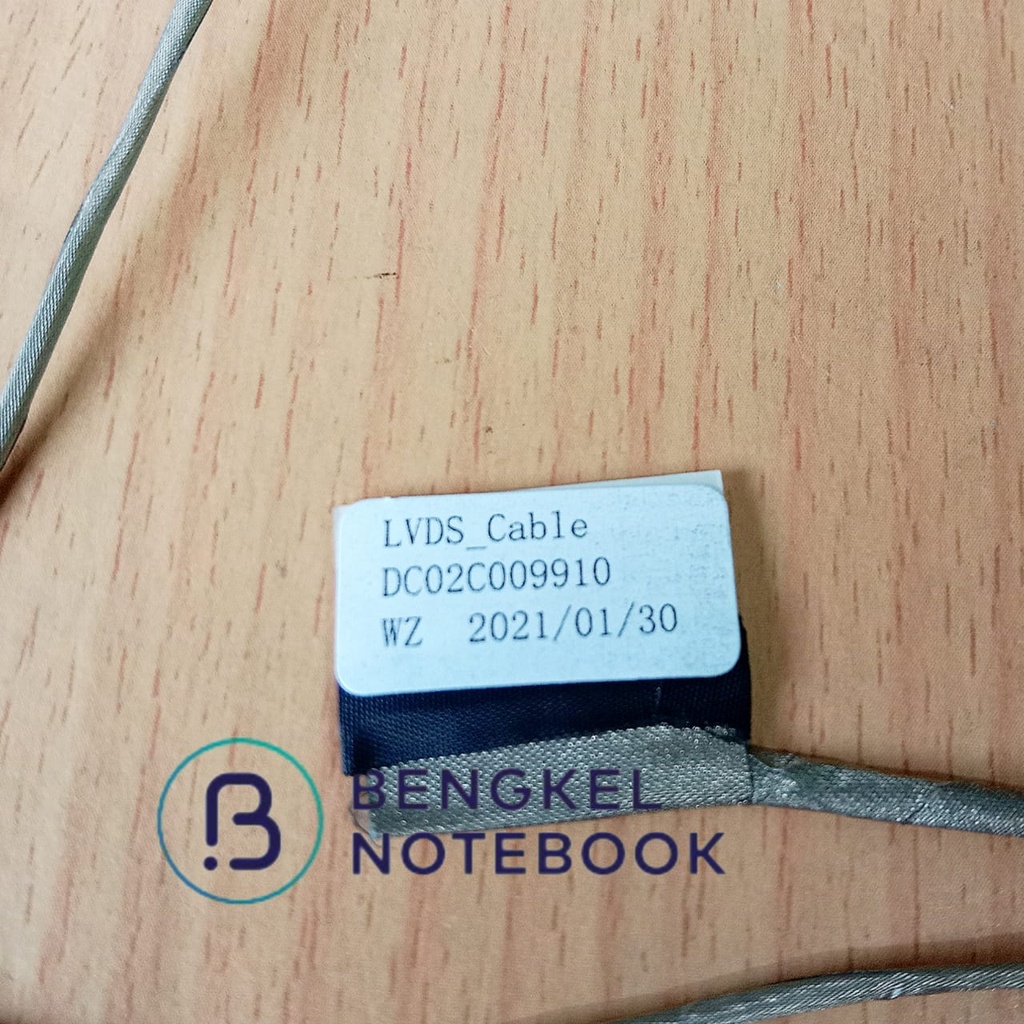 LVDS_Cable
DC02C009910
WZ 2021/01/30
BENGKEL
NOTEBOOK